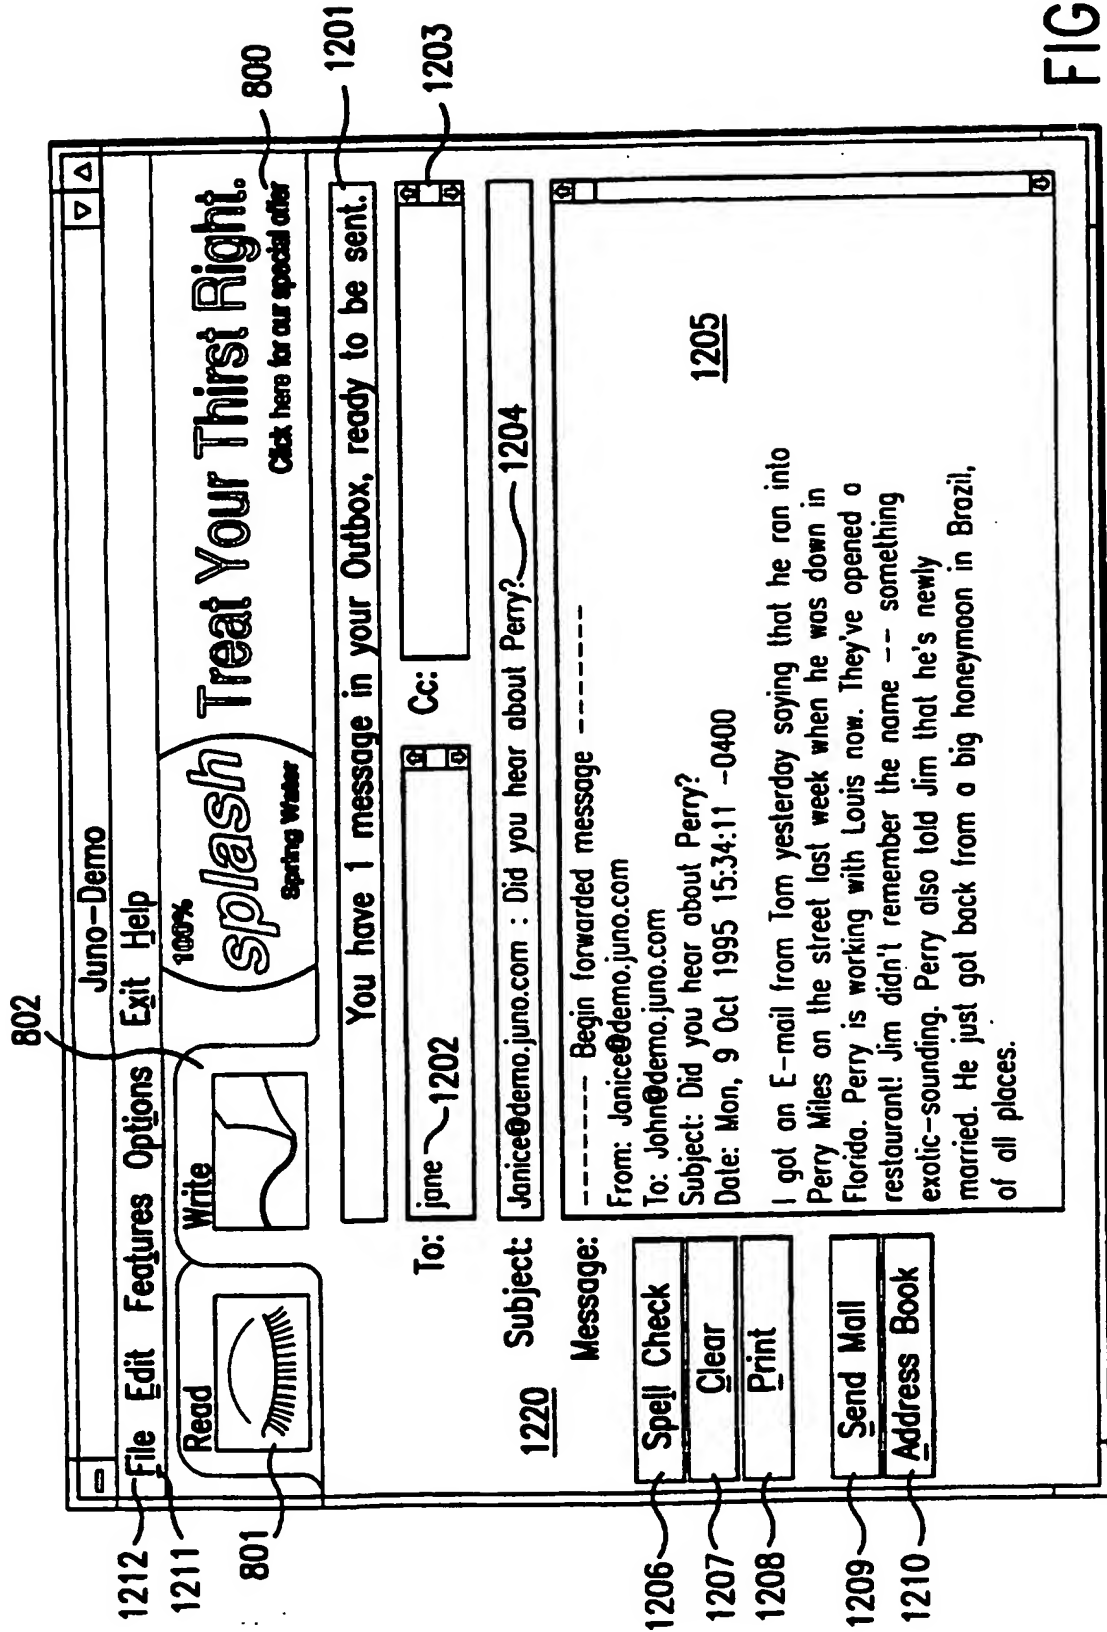 802
Juno-Demo
1212
File Edit Features Options Exit Help
1211
Read
Write
100%
splash
Spring Water
Treat Your Thirst Right.
Click here for our special offer
800
801
You have 1 message in your Outbox, ready to be sent.
1201
To:
jane
1202
Cc:
1203
1220
Subject:
Janice@demo.juno.com : Did you hear about Perry?
1204
Message:
------ Begin forwarded message --------
From: Janice@demo.juno.com
To: John@demo.juno.com
Subject: Did you hear about Perry?
Date: Mon, 9 Oct 1995 15:34:11 -0400
I got an E-mail from Tom yesterday saying that he ran into
Perry Miles on the street last week when he was down in
Florida. Perry is working with Louis now. They've opened a
restaurant! Jim didn't remember the name -- something
exotic-sounding. Perry also told Jim that he's newly
married. He just got back from a big honeymoon in Brazil,
of all places.
1205
1206
Spell Check
1207
Clear
1208
Print
1209
Send Mail
1210
Address Book
FIG